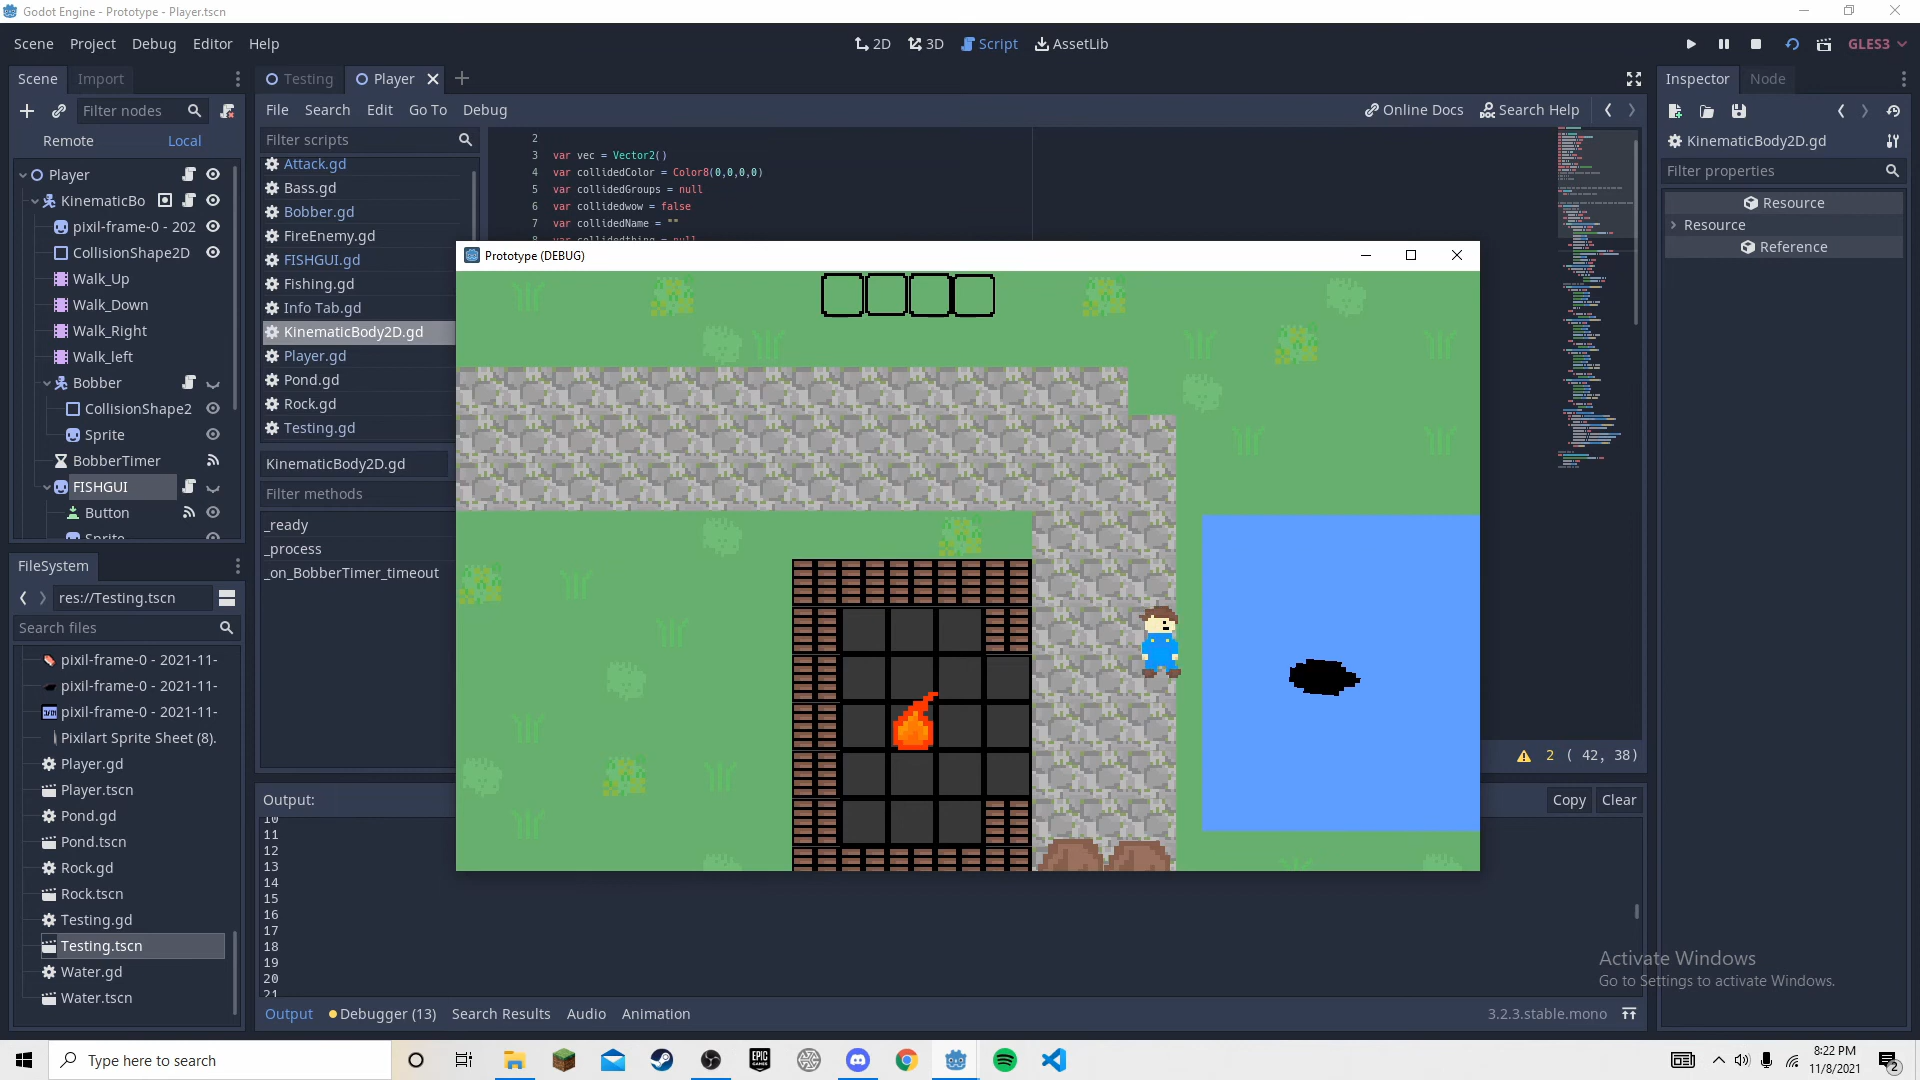 Godot Engine - Prototype - Player.tscn
Scene Project Debug Editor Help
2D 3D Script AssetLib
GLES3
Scene Import
Testing Player
Inspector Node
Filter nodes
File Search Edit Go To Debug
Online Docs Search Help
Remote Local
Filter scripts
KinematicBody2D.gd
Filter properties
Resource
Resource
Reference
Player
KinematicBo
pixil-frame-0 - 202
CollisionShape2D
Walk_Up
Walk_Down
Walk_Right
Walk_left
Bobber
CollisionShape2
Sprite
BobberTimer
FISHGUI
Button
Sprite
Attack.gd
Bass.gd
Bobber.gd
FireEnemy.gd
FISHGUI.gd
Fishing.gd
Info Tab.gd
KinematicBody2D.gd
Player.gd
Pond.gd
Rock.gd
Testing.gd
KinematicBody2D.gd
Filter methods
_ready
_process
_on_BobberTimer_timeout
2
3 var vec = Vector2()
4 var collidedColor = Color8(0,0,0,0)
5 var collidedGroups = null
6 var collidedwow = false
7 var collidedName = ""
8 var collidedthing = null
Prototype (DEBUG)
2 ( 42, 38)
FileSystem
res://Testing.tscn
Search files
pixil-frame-0 - 2021-11-
pixil-frame-0 - 2021-11-
pixil-frame-0 - 2021-11-
Pixilart Sprite Sheet (8).
Player.gd
Player.tscn
Pond.gd
Pond.tscn
Rock.gd
Rock.tscn
Testing.gd
Testing.tscn
Water.gd
Water.tscn
Output:
Copy Clear
10
11
12
13
14
15
16
17
18
19
20
21
Output Debugger (13) Search Results Audio Animation
3.2.3.stable.mono
Activate Windows
Go to Settings to activate Windows.
Type here to search
EPIC GAMES
8:22 PM
11/8/2021
2